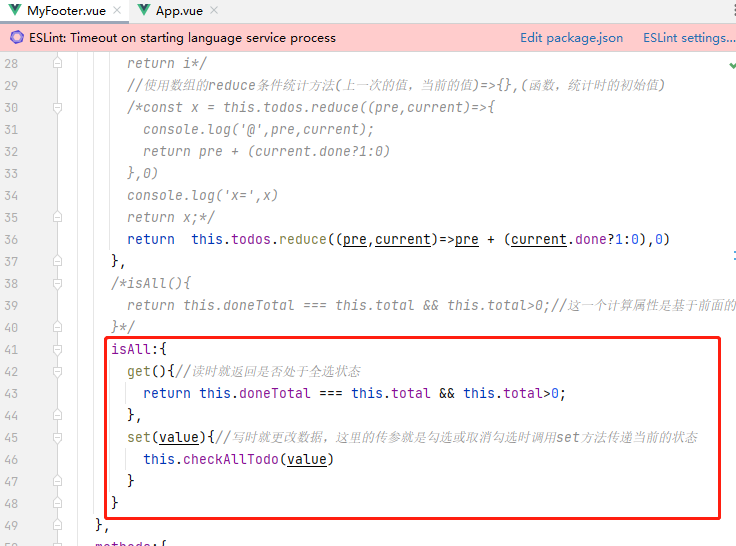 MyFooter.vue App.vue
ESLint: Timeout on starting language service process Edit package.json ESLint settings...
28 return i*/
29 //使用数组的reduce条件统计方法(上一次的值，当前的值)=>{},(函数，统计时的初始值)
30 /*const x = this.todos.reduce((pre,current)=>{
31 console.log('@',pre,current);
32 return pre + (current.done?1:0)
33 },0)
34 console.log('x=',x)
35 return x;*/
36 return this.todos.reduce((pre,current)=>pre + (current.done?1:0),0)
37 },
38 /*isAll(){
39 return this.doneTotal === this.total && this.total>0;//这一个计算属性是基于前面的
40 }*/
41 isAll:{
42 get(){//读时就返回是否处于全选状态
43 return this.doneTotal === this.total && this.total>0;
44 },
45 set(value){//写时就更改数据，这里的传参就是勾选或取消勾选时调用set方法传递当前的状态
46 this.checkAllTodo(value)
47 }
48 }
49 },
methods:{